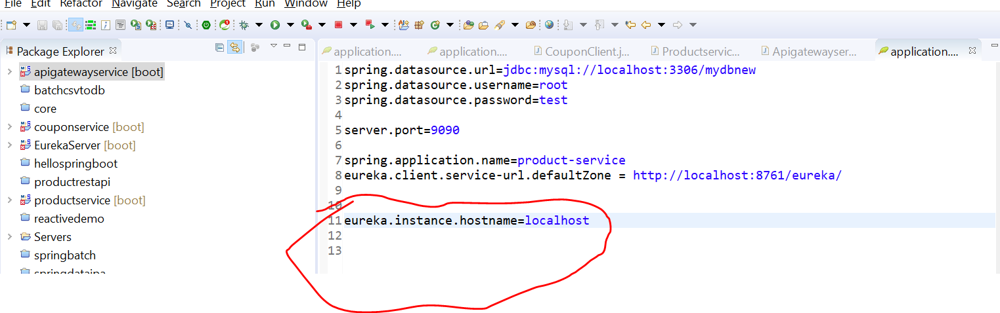 File Edit Refactor Navigate Search Project Run Window Help
Package Explorer
apigatewayservice [boot]
batchcsvtodb
core
couponservice [boot]
EurekaServer [boot]
hellospringboot
productrestapi
productservice [boot]
reactivedemo
Servers
springbatch
springdatajpa
application.... application.... CouponClient.j... Productservic... Apigatewayser... application....
1 spring.datasource.url=jdbc:mysql://localhost:3306/mydbnew
2 spring.datasource.username=root
3 spring.datasource.password=test
4
5 server.port=9090
6
7 spring.application.name=product-service
8 eureka.client.service-url.defaultZone = http://localhost:8761/eureka/
9
10
11 eureka.instance.hostname=localhost
12
13